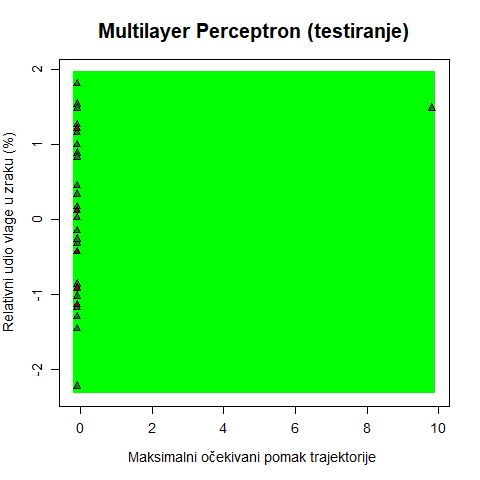 Multilayer Perceptron (testiranje)
2
1
0
-1
-2
Relativni udio vlage u zraku (%)
0 2 4 6 8 10
Maksimalni očekivani pomak trajektorije